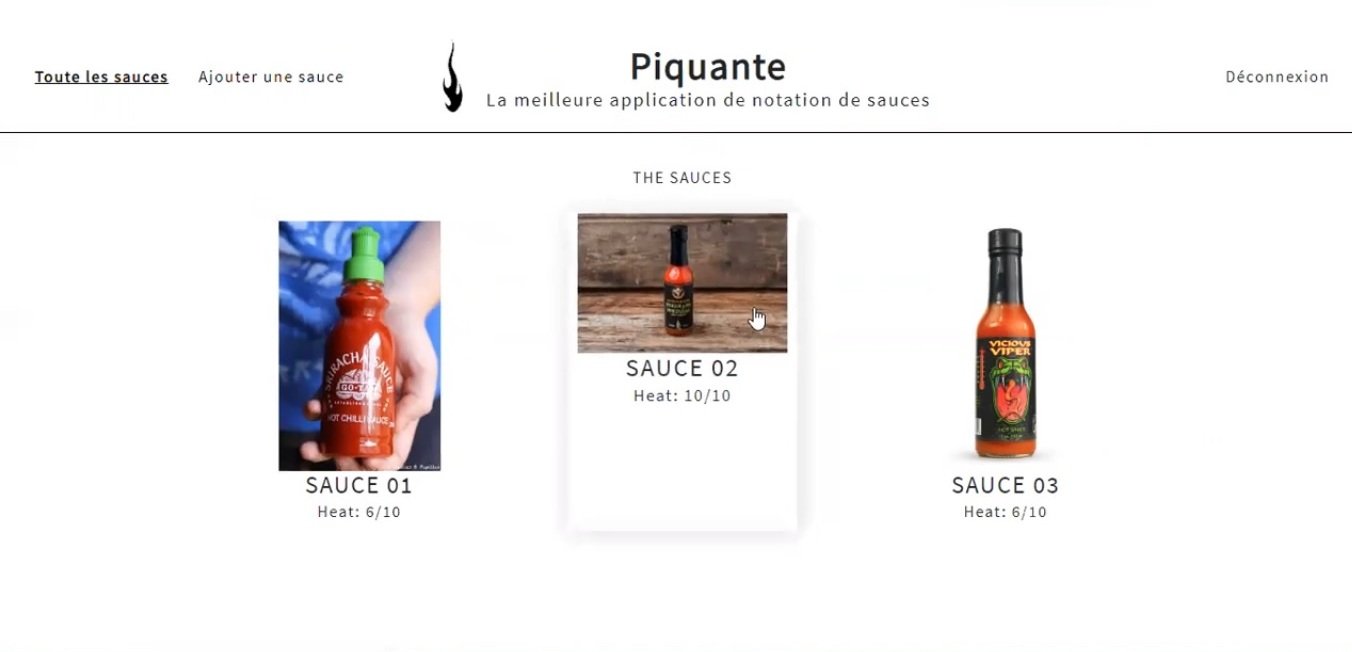 Toute les sauces
Ajouter une sauce
Piquante
La meilleure application de notation de sauces
Déconnexion
THE SAUCES
SRIRACHA SAUCE
GO-TAN
HOT CHILLI SAUCE
SAUCE 01
Heat: 6/10
SAUCE 02
Heat: 10/10
VICIOUS
VIPER
HOT SAUCE
SAUCE 03
Heat: 6/10